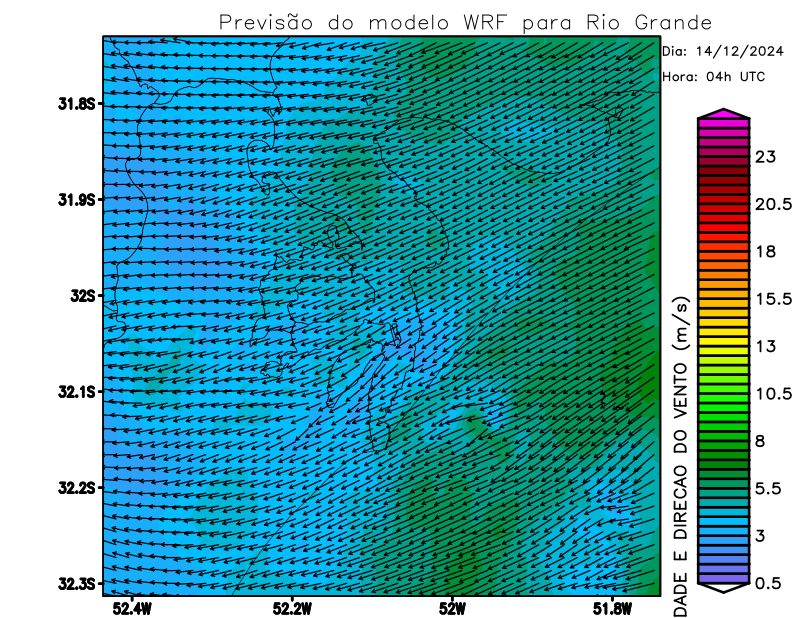 Previsão do modelo WRF para Rio Grande
Dia: 14/12/2024
Hora: 04h UTC
31.8S
31.9S
32S
32.1S
32.2S
32.3S
52.4W
52.2W
52W
51.8W
23
20.5
18
15.5
13
10.5
8
5.5
3
0.5
DADE E DIRECAO DO VENTO (m/s)